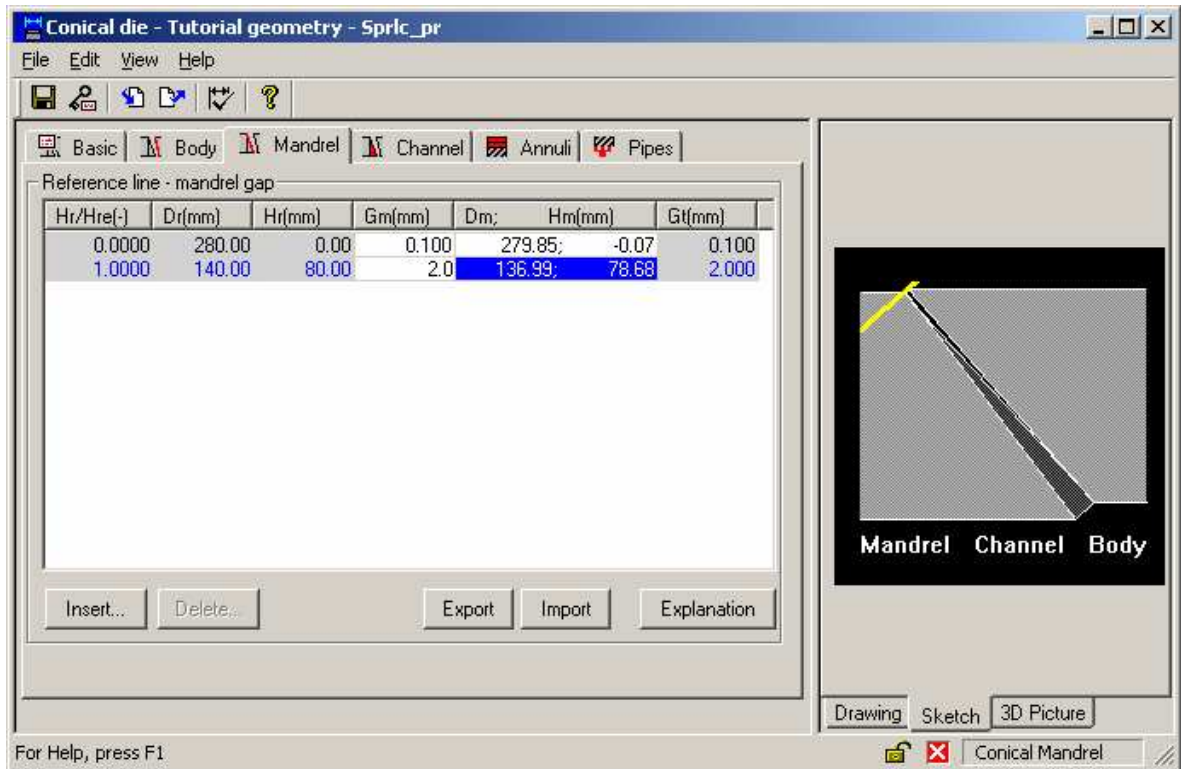 Conical die - Tutorial geometry - Sprlc_pr
File Edit View Help
Basic Body Mandrel Channel Annuli Pipes
Reference line - mandrel gap
Hr/Hre(-) Dr(mm) Hr(mm) Gm(mm) Dm; Hm(mm) Gt(mm)
0.0000 280.00 0.00 0.100 279.85; -0.07 0.100
1.0000 140.00 80.00 2.0 136.99; 78.68 2.000
Mandrel Channel Body
Insert... Delete... Export Import Explanation
Drawing Sketch 3D Picture
For Help, press F1 Conical Mandrel